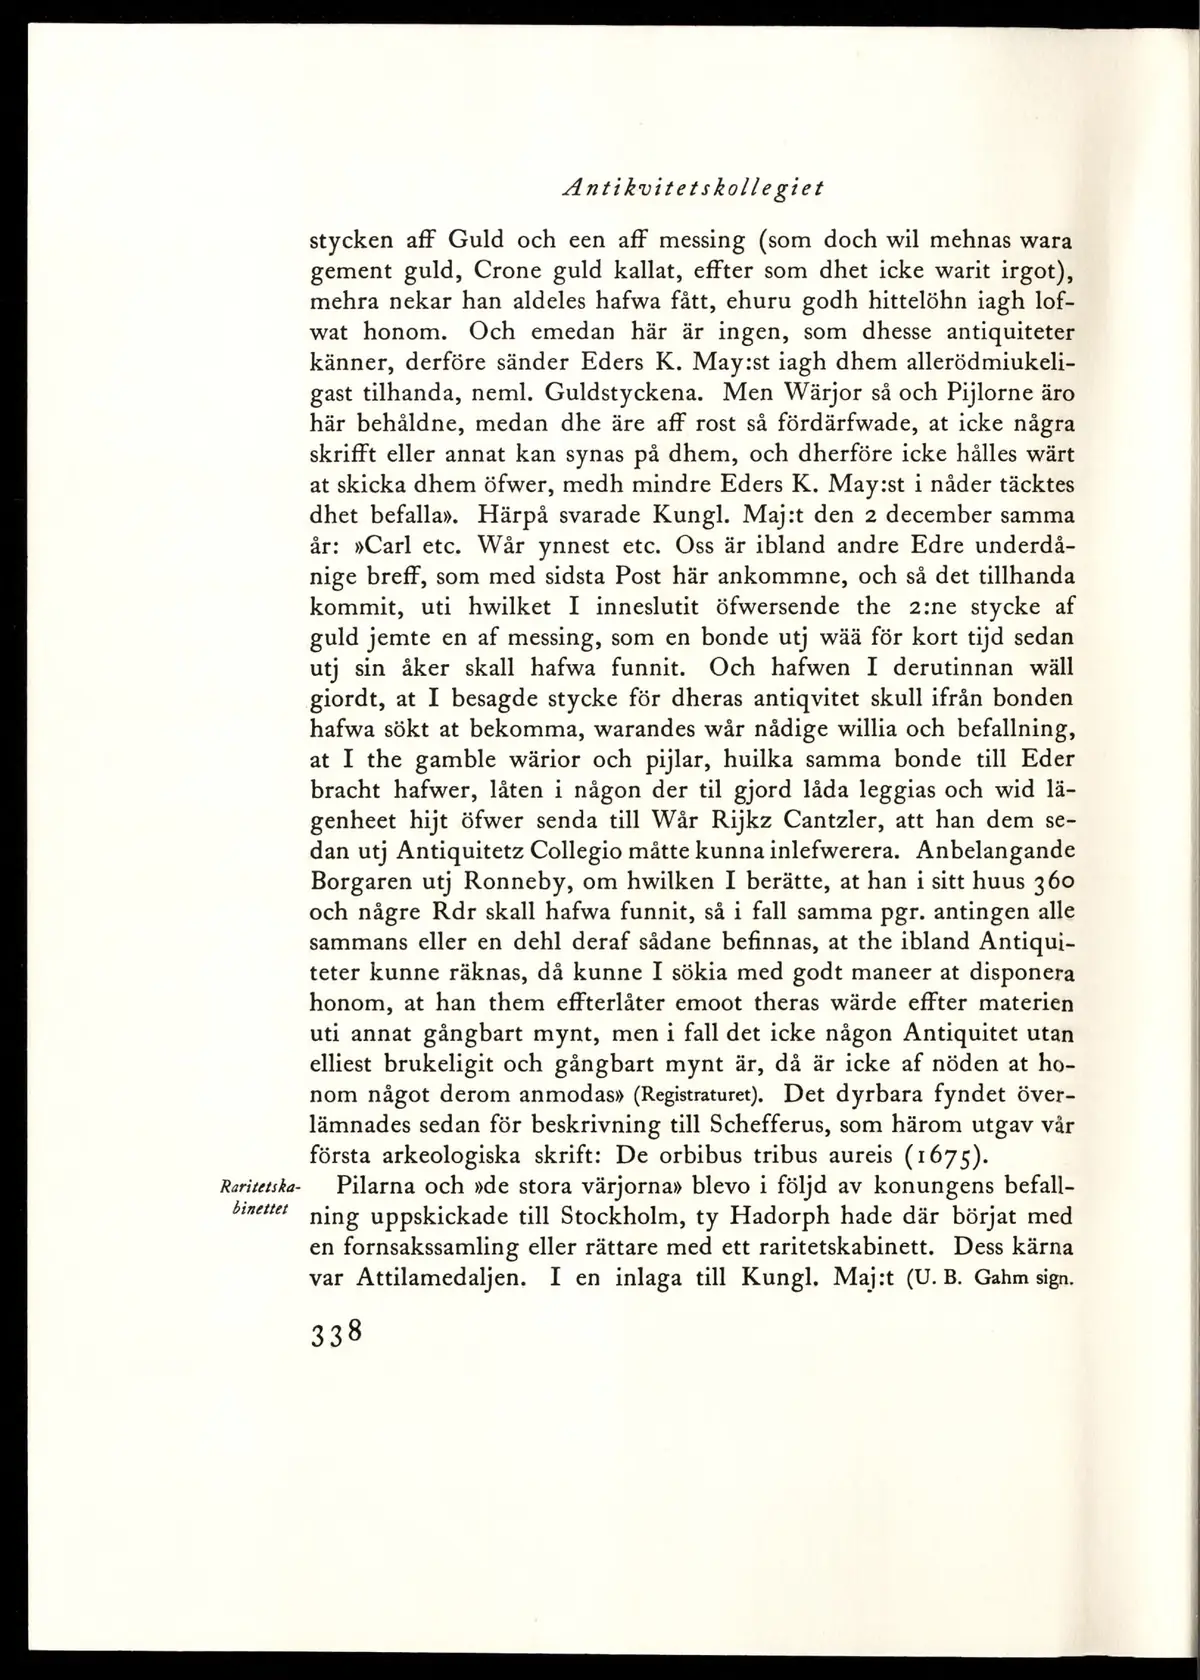 Antikvitetskollegiet
stycken aff Guld och een aff messing (som doch wil mehnas wara
gement guld, Crone guld kallat, effter som dhet icke warit irgot),
mehra nekar han aldeles hafwa fått, ehuru godh hittelöhn iagh lof-
wat honom. Och emedan här är ingen, som dhesse antiquiteter
känner, derföre sänder Eders K. May:st iagh dhem allerödmiukeli-
gast tilhanda, neml. Guldstyckena. Men Wärjor så och Pijlorne äro
här behåldne, medan dhe äre aff rost så fördärfwade, at icke några
skrifft eller annat kan synas på dhem, och dherföre icke hålles wärt
at skicka dhem öfwer, medh mindre Eders K. May:st i nåder täcktes
dhet befalla». Härpå svarade Kungl. Maj:t den 2 december samma
år: »Carl etc. Wår ynnest etc. Oss är ibland andre Edre underdå-
nige breff, som med sidsta Post här ankommne, och så det tillhanda
kommit, uti hwilket I inneslutit öfwersende the 2:ne stycke af
guld jemte en af messing, som en bonde utj wää för kort tijd sedan
utj sin åker skall hafwa funnit. Och hafwen I derutinnan wäll
giordt, at I besagde stycke för dheras antiqvitet skull ifrån bonden
hafwa sökt at bekomma, warandes wår nådige willia och befallning,
at I the gamble wärior och pijlar, huilka samma bonde till Eder
bracht hafwer, låten i någon der til gjord låda leggias och wid lä-
genheet hijt öfwer senda till Wår Rijkz Cantzler, att han dem se-
dan utj Antiquitetz Collegio måtte kunna inlefwerera. Anbelangande
Borgaren utj Ronneby, om hwilken I berätte, at han i sitt huus 360
och några Rdr skall hafwa funnit, så i fall samma pgr. antingen alle
sammans eller en dehl deraf sådane befinnas, at the ibland Antiqui-
teter kunne räknas, då kunne I sökia med godt maneer at disponera
honom, at han them effterlåter emoot theras wärde effter materien
uti annat gångbart mynt, men i fall det icke någon Antiquitet utan
elliest brukeligit och gångbart mynt är, då är icke af nöden at ho-
nom något derom anmodas» (Registraturet). Det dyrbara fyndet över-
lämnades sedan för beskrivning till Schefferus, som härom utgav vår
första arkeologiska skrift: De orbibus tribus aureis (1675).
Raritetska-
binettet
Pilarna och »de stora värjorna» blevo i följd av konungens befall-
ning uppskickade till Stockholm, ty Hadorph hade där börjat med
en fornsakssamling eller rättare med ett raritetskabinett. Dess kärna
var Attilamedaljen. I en inlaga till Kungl. Maj:t (U. B. Gahm sign.
338